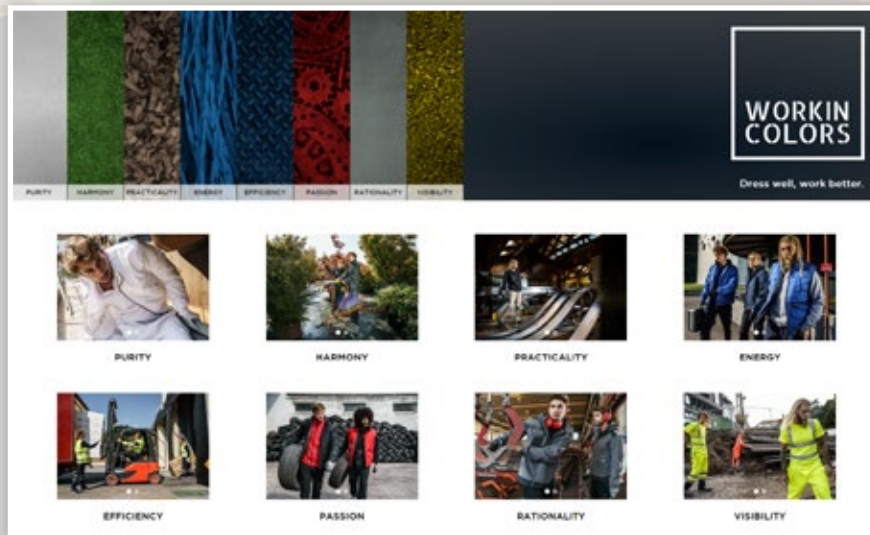 WORKIN
COLORS
Dress well, work better.
PURITY HARMONY PRACTICALITY ENERGY EFFICIENCY PASSION RATIONALITY VISIBILITY
PURITY HARMONY PRACTICALITY ENERGY
EFFICIENCY PASSION RATIONALITY VISIBILITY